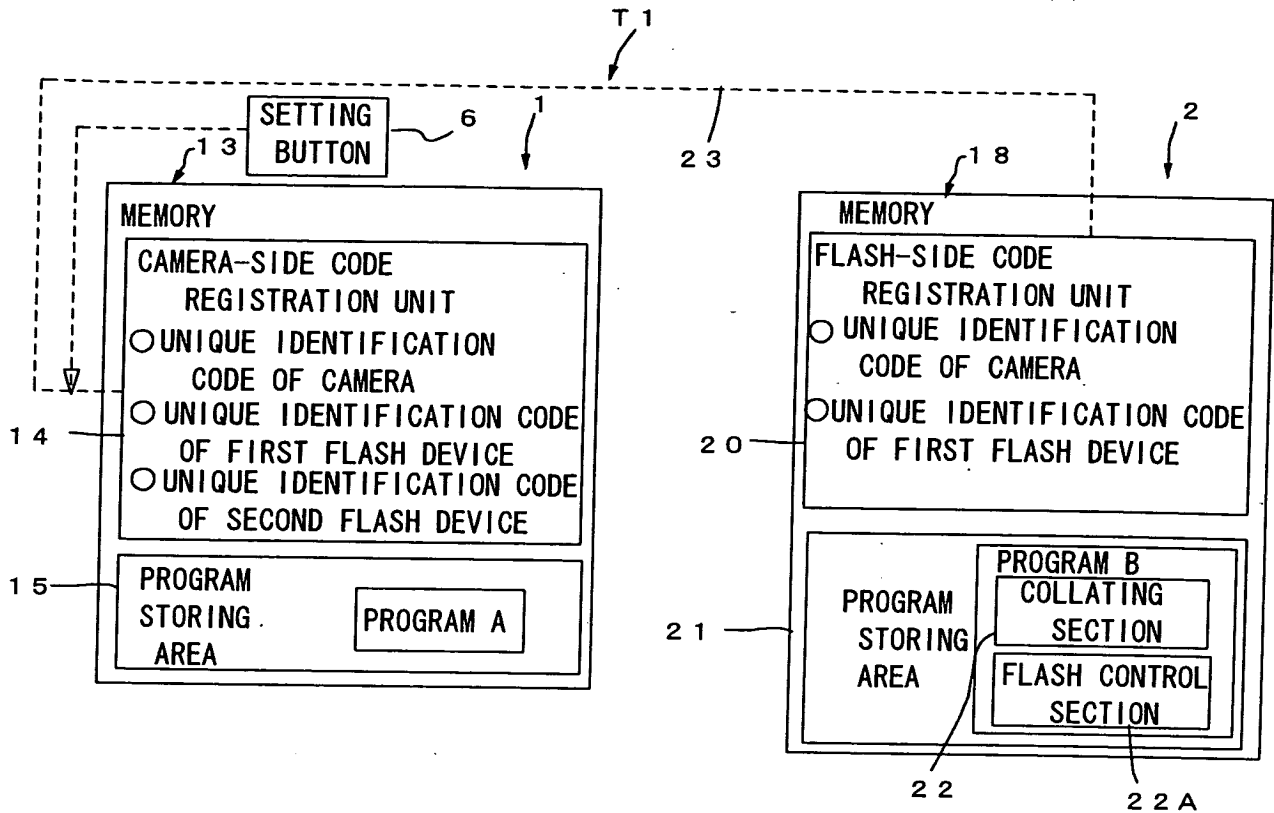 T1
SETTING
BUTTON
6
1
23
2
13
18
MEMORY
CAMERA-SIDE CODE
REGISTRATION UNIT
UNIQUE IDENTIFICATION
CODE OF CAMERA
UNIQUE IDENTIFICATION CODE
OF FIRST FLASH DEVICE
UNIQUE IDENTIFICATION CODE
OF SECOND FLASH DEVICE
14
15
PROGRAM
STORING
AREA
PROGRAM A
MEMORY
FLASH-SIDE CODE
REGISTRATION UNIT
UNIQUE IDENTIFICATION
CODE OF CAMERA
UNIQUE IDENTIFICATION CODE
OF FIRST FLASH DEVICE
20
21
PROGRAM
STORING
AREA
PROGRAM B
COLLATING
SECTION
FLASH CONTROL
SECTION
22
22A